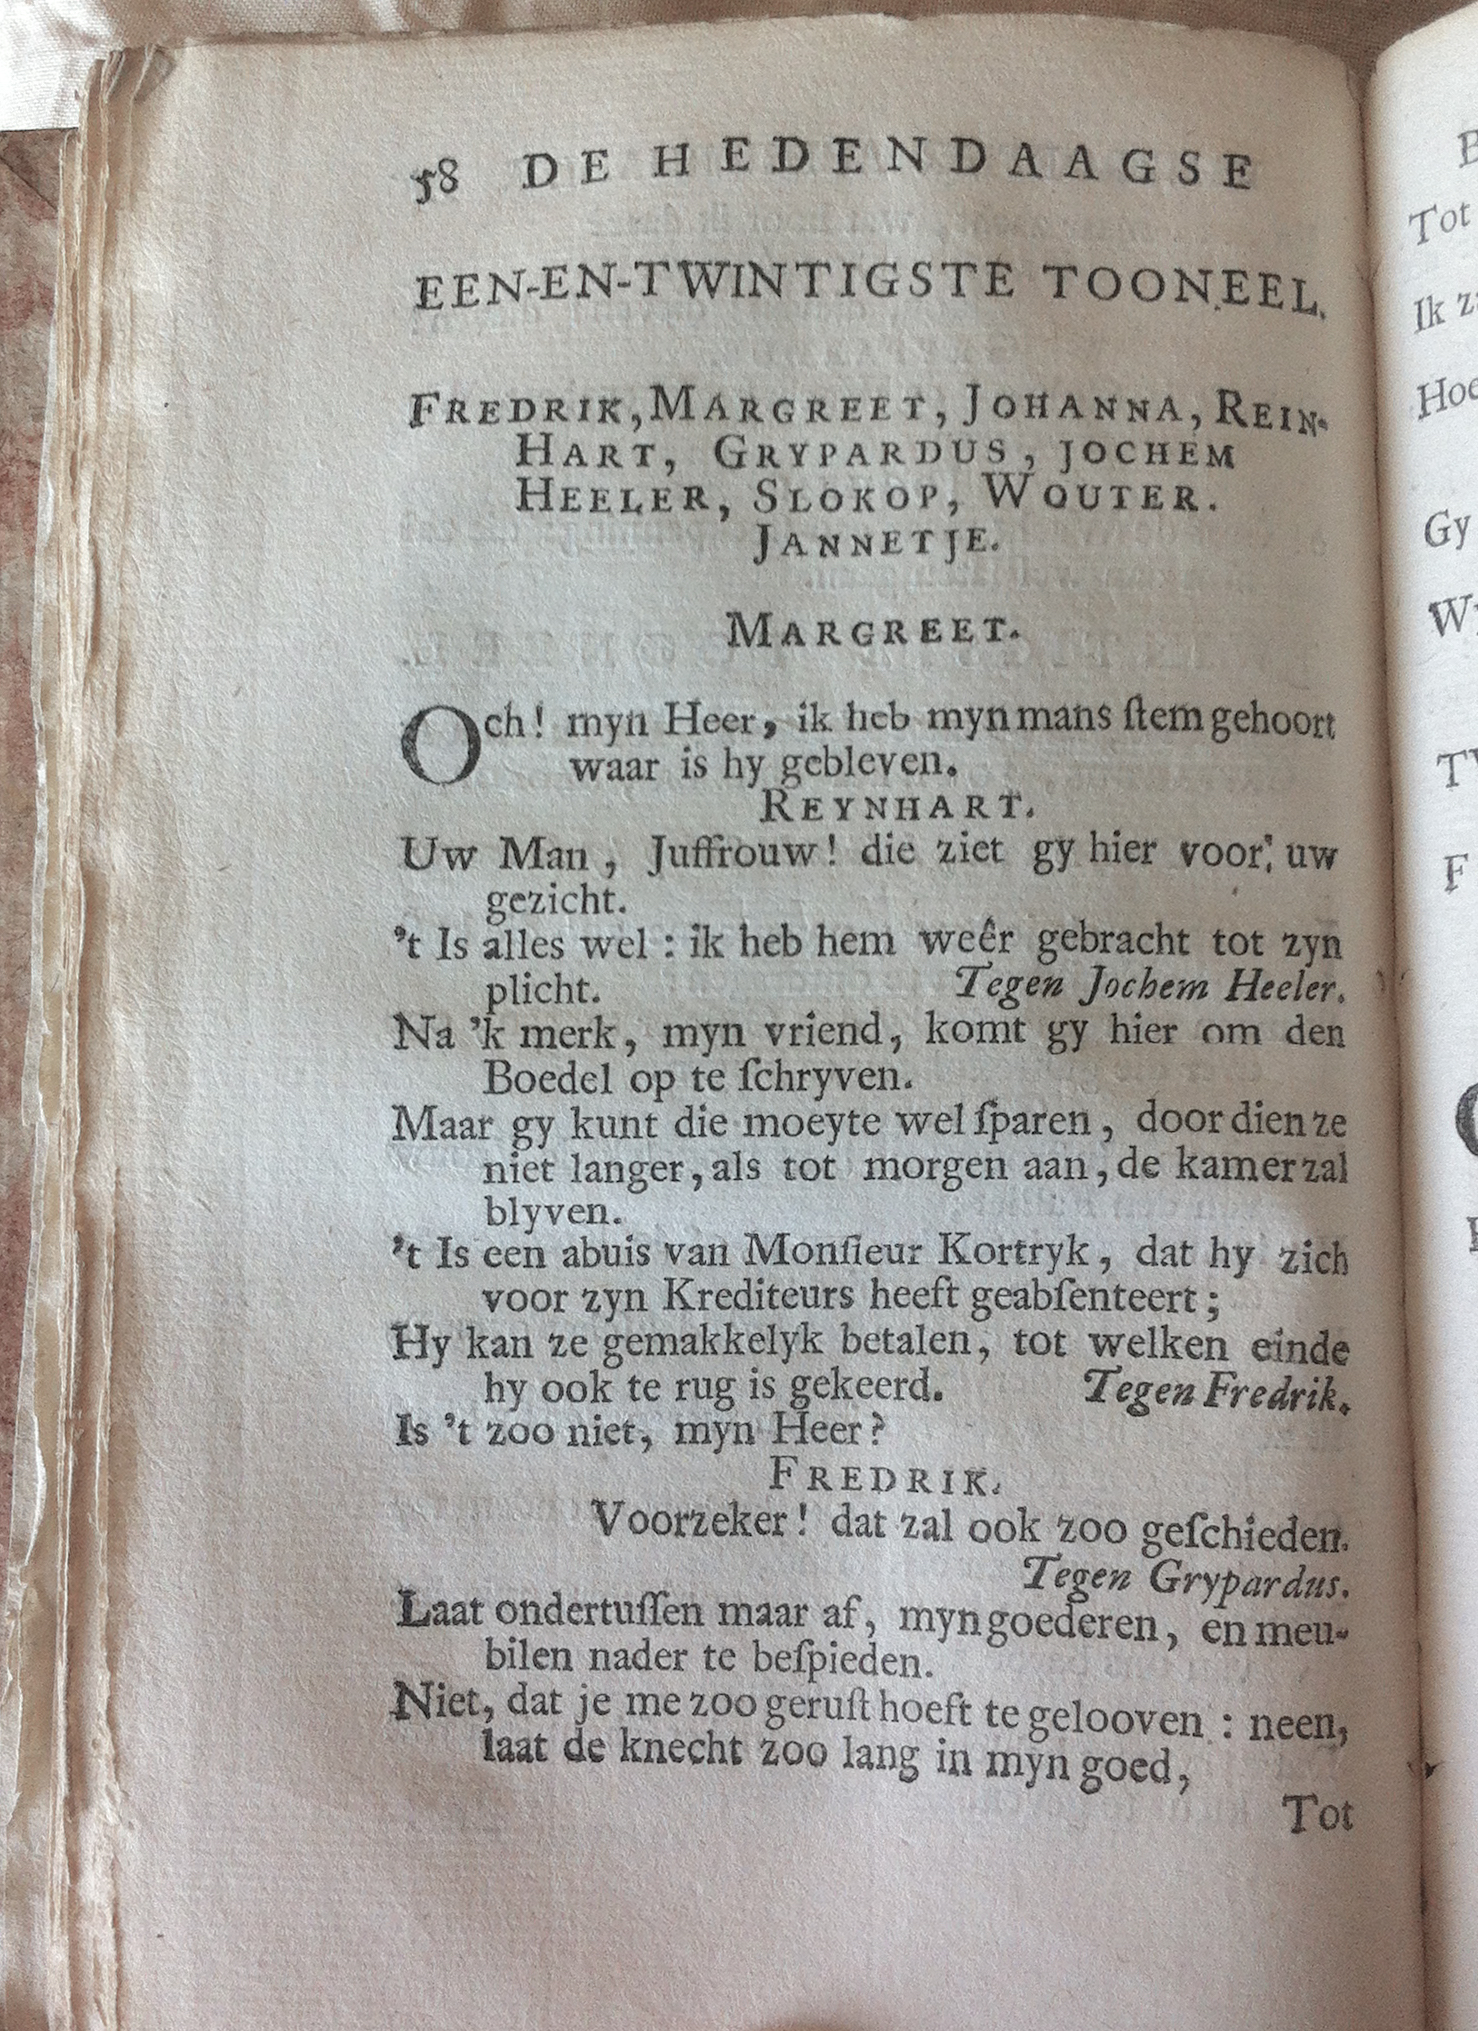 58 DE HEDENDAAGSE
EEN-EN-TWINTIGSTE TOONEEL.
FREDRIK, MARGREET, JOHANNA, REIN-
HART, GRYPARDUS, JOCHEM
HEELER, SLOKOP, WOUTER.
JANNETJE.
MARGREET.
Och! myn Heer, ik heb myn mans ſtem gehoort
waar is hy gebleven.
REYNHART.
Uw Man, Juffrouw! die ziet gy hier voor: uw
gezicht.
't Is alles wel: ik heb hem weêr gebracht tot zyn
plicht. Tegen Jochem Heeler.
Na 'k merk, myn vriend, komt gy hier om den
Boedel op te ſchryven.
Maar gy kunt die moeyte wel ſparen, door dien ze
niet langer, als tot morgen aan, de kamer zal
blyven.
't Is een abuis van Monſieur Kortryk, dat hy zich
voor zyn Krediteurs heeft geabſenteert;
Hy kan ze gemakkelyk betalen, tot welken einde
hy ook te rug is gekeerd. Tegen Fredrik.
Is 't zoo niet, myn Heer?
FREDRIK.
Voorzeker! dat zal ook zoo geſchieden.
Tegen Grypardus.
Laat ondertuſſen maar af, myn goederen, en meu-
bilen nader te beſpieden.
Niet, dat je me zoo geruſt hoeft te gelooven: neen,
laat de knecht zoo lang in myn goed,
Tot
Tot
Ik
Hoe
Gy